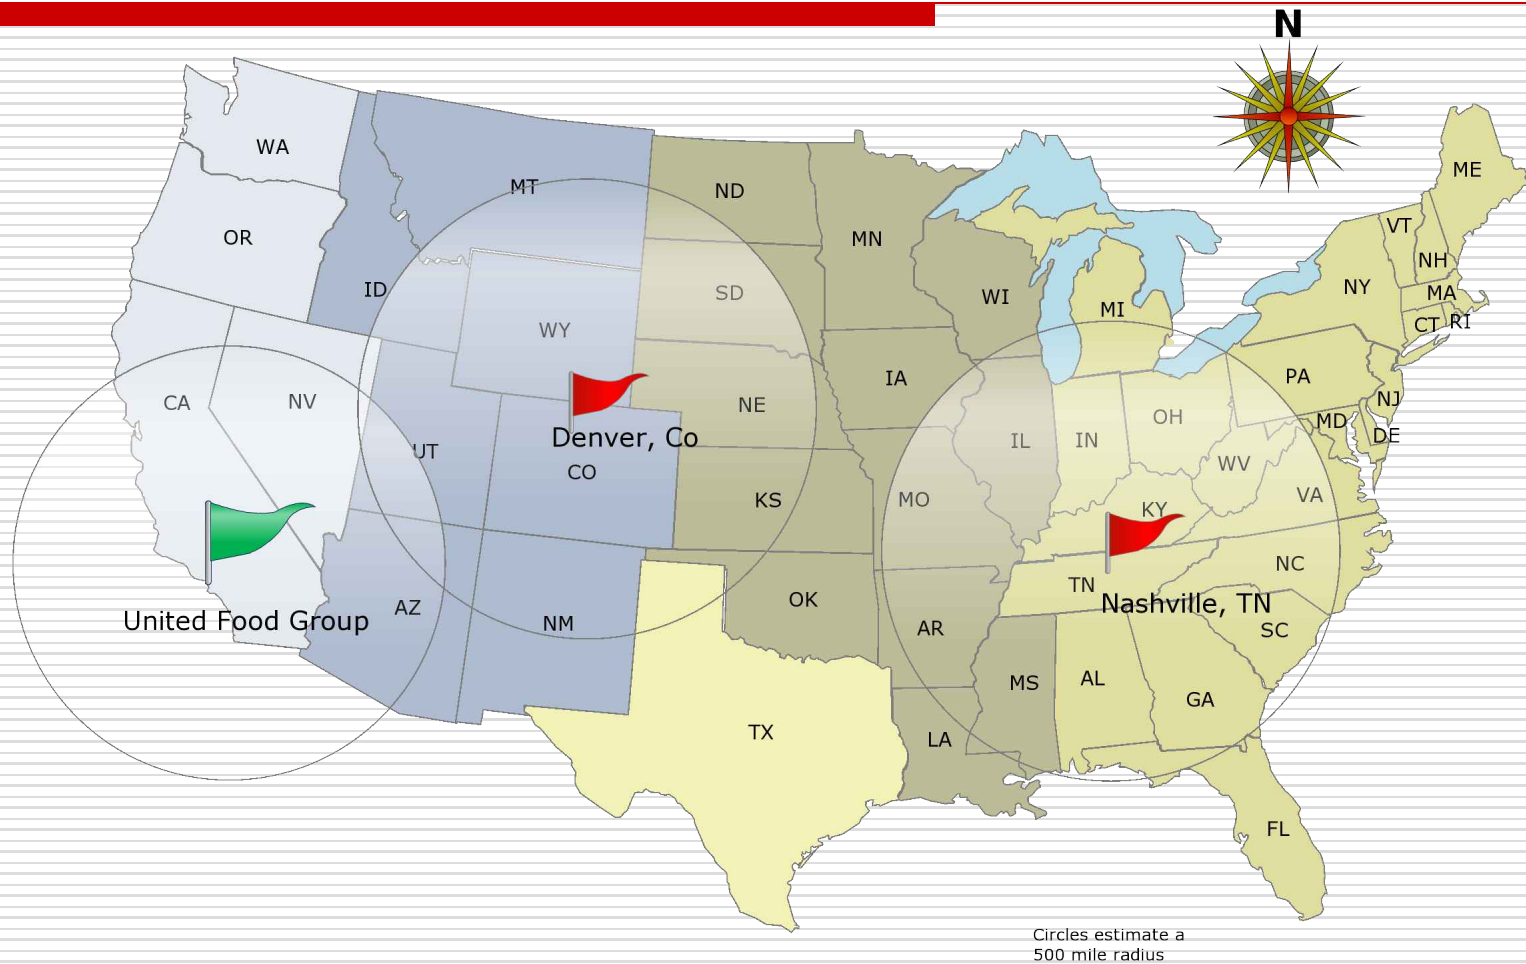 N
ME
WA
MT
ND
VT
OR
MN
NH
ID
SD
WI
MI
NY
MA
WY
CT
RI
IA
PA
CA
NV
NE
NJ
OH
MD
DE
Denver, Co
IL
IN
UT
WV
CO
KS
MO
VA
KY
NC
TN
OK
AZ
Nashville, TN
United Food Group
NM
AR
SC
MS
AL
GA
TX
LA
FL
Circles estimate a
500 mile radius